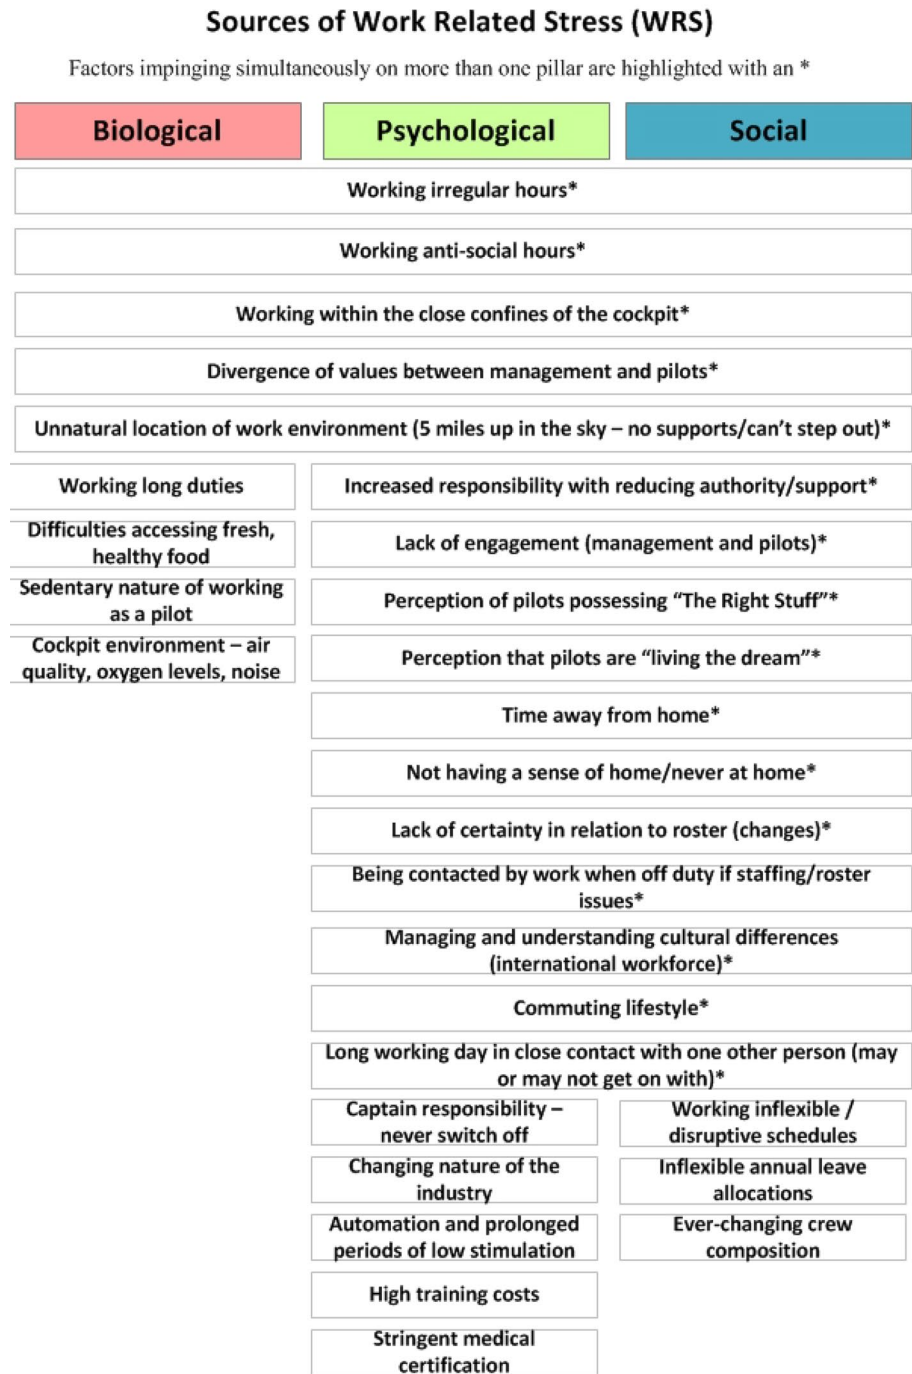 Sources of Work Related Stress (WRS)
Factors impinging simultaneously on more than one pillar are highlighted with an *
Biological
Psychological
Social
Working irregular hours*
Working anti-social hours*
Working within the close confines of the cockpit*
Divergence of values between management and pilots*
Unnatural location of work environment (5 miles up in the sky – no supports/can't step out)*
Working long duties
Increased responsibility with reducing authority/support*
Difficulties accessing fresh,
healthy food
Lack of engagement (management and pilots)*
Sedentary nature of working
as a pilot
Perception of pilots possessing “The Right Stuff”*
Cockpit environment – air
quality, oxygen levels, noise
Perception that pilots are “living the dream”*
Time away from home*
Not having a sense of home/never at home*
Lack of certainty in relation to roster (changes)*
Being contacted by work when off duty if staffing/roster
issues*
Managing and understanding cultural differences
(international workforce)*
Commuting lifestyle*
Long working day in close contact with one other person (may
or may not get on with)*
Captain responsibility –
never switch off
Working inflexible /
disruptive schedules
Changing nature of the
industry
Inflexible annual leave
allocations
Automation and prolonged
periods of low stimulation
Ever-changing crew
composition
High training costs
Stringent medical
certification